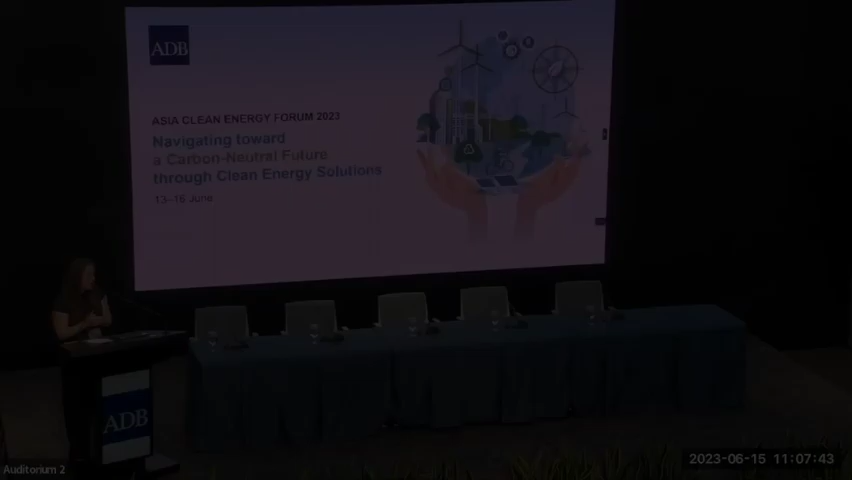 ADB
ASIA CLEAN ENERGY FORUM 2023
Navigating toward
a Carbon-Neutral Future
through Clean Energy Solutions
13–16 June
ADB
Auditorium 2
2023-06-15 11:07:43